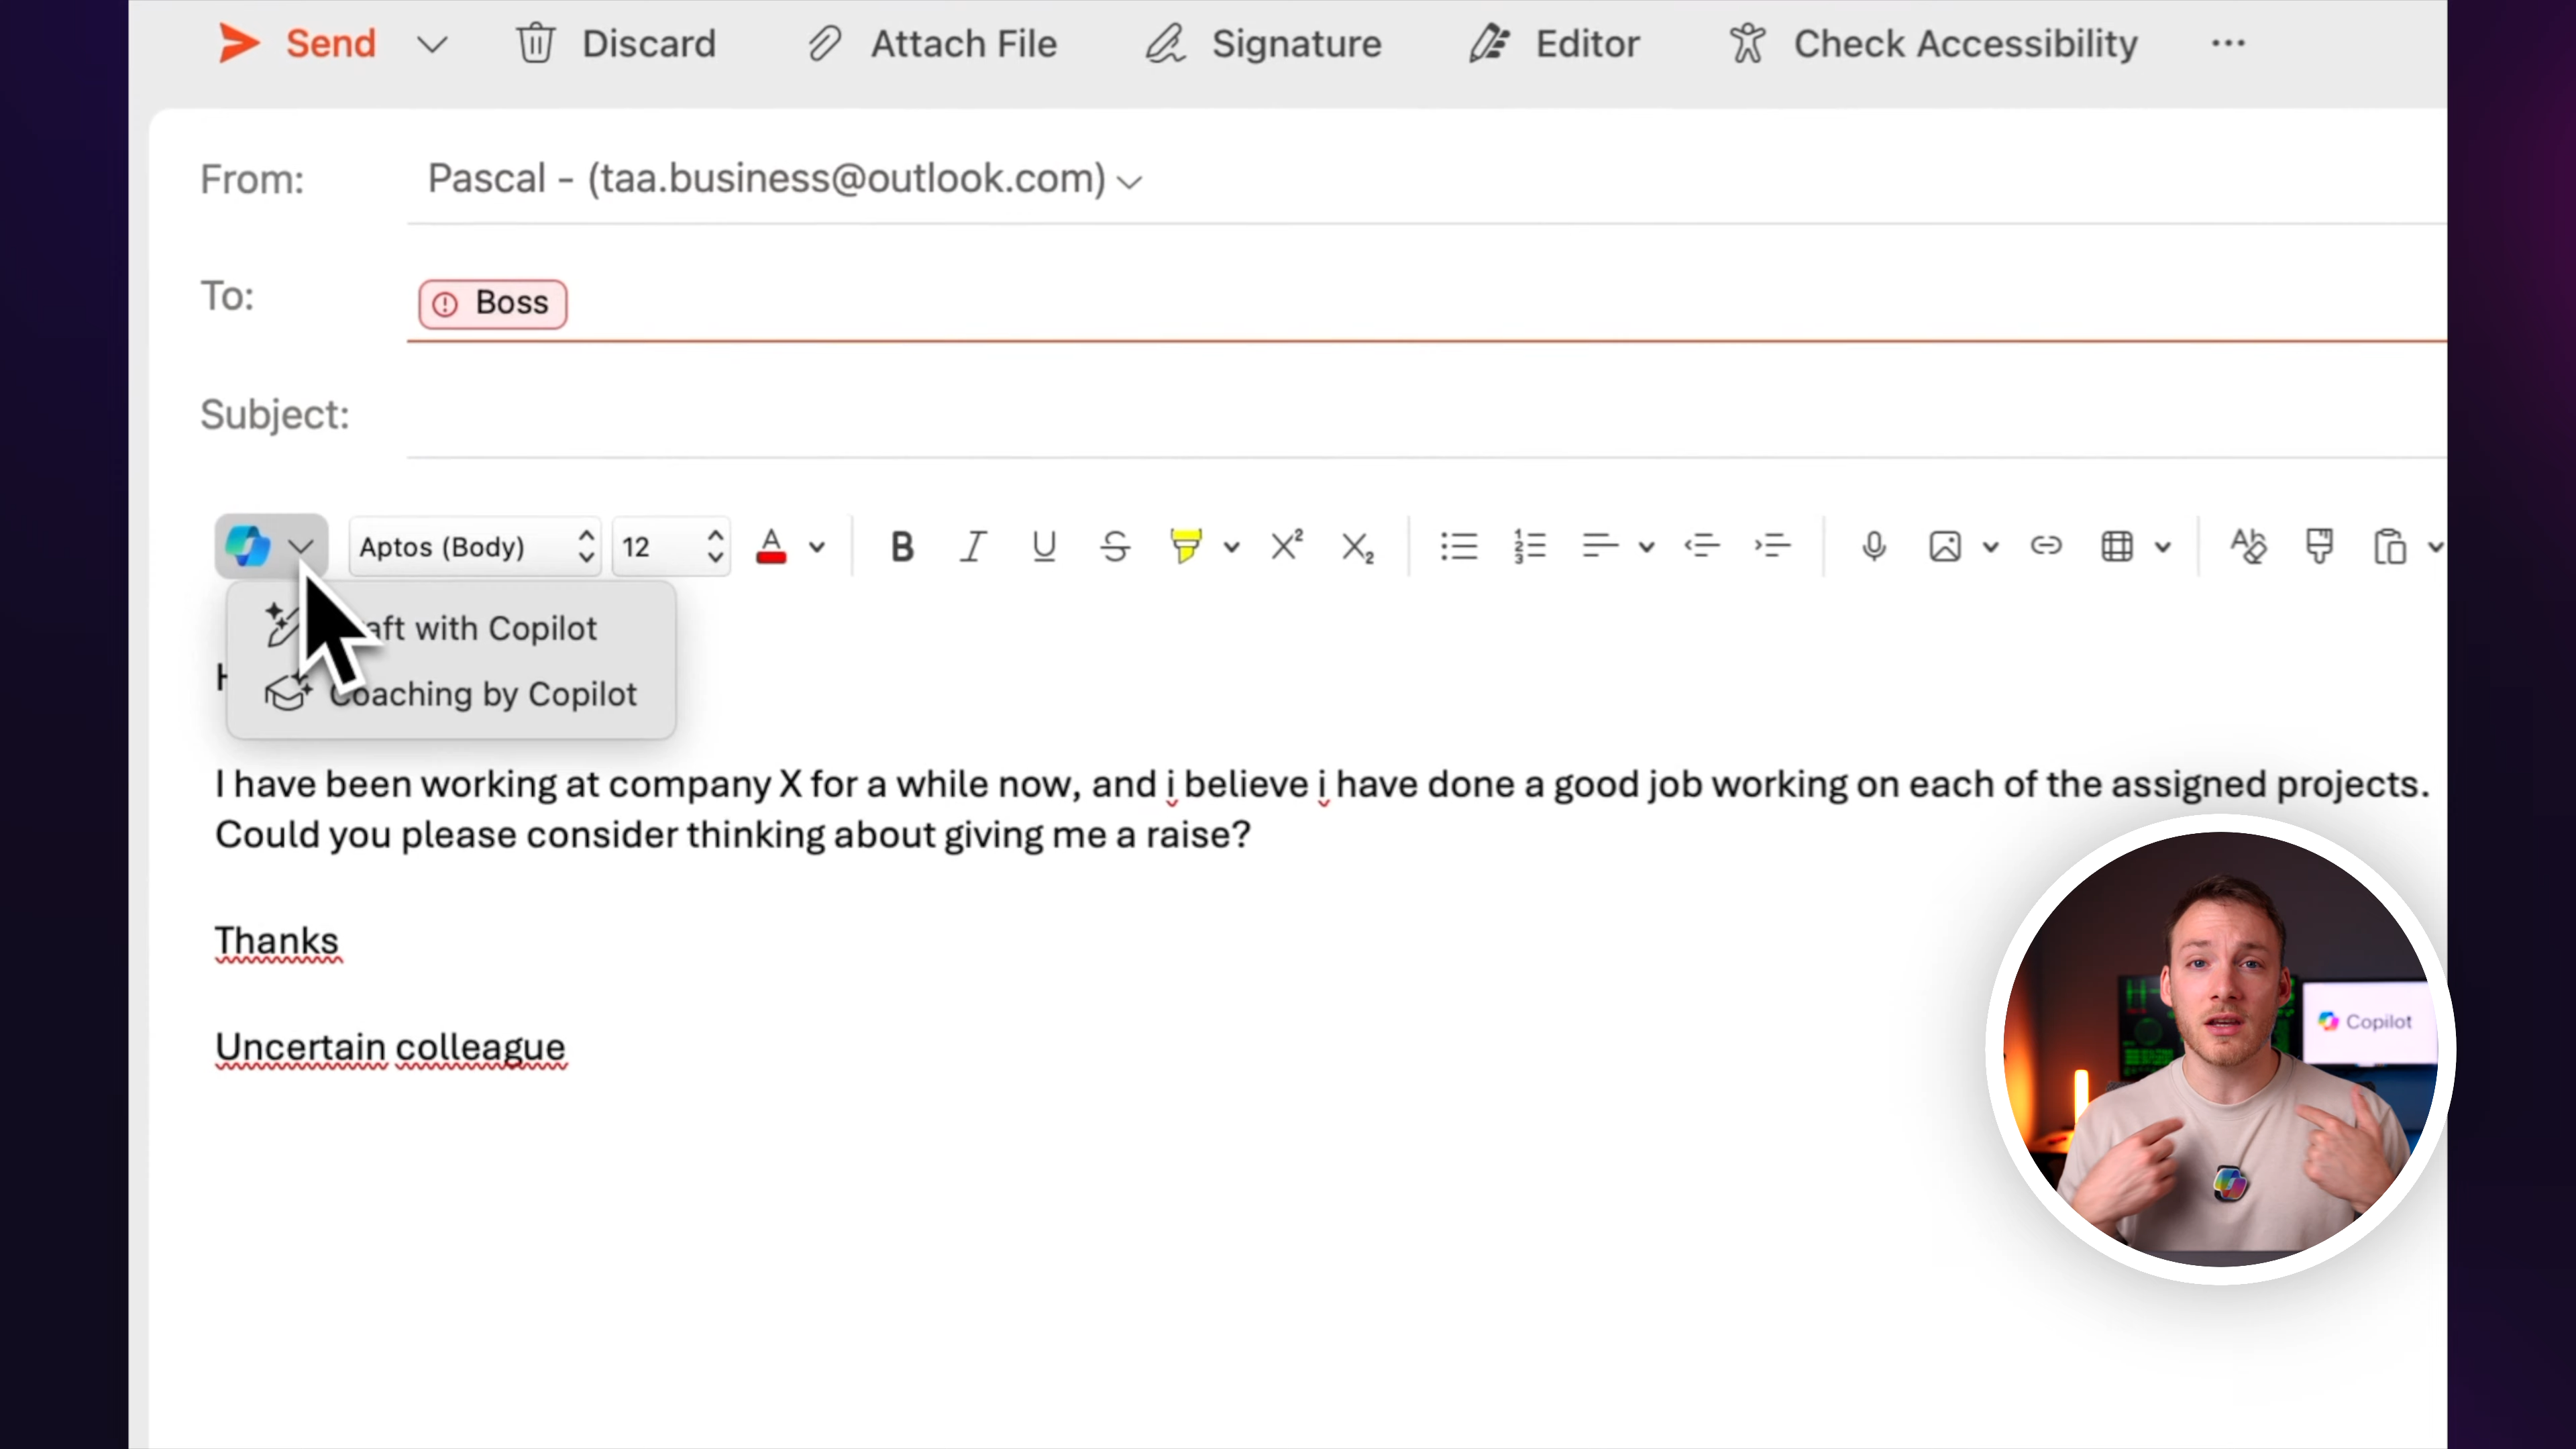 Send
Discard
Attach File
Signature
Editor
Check Accessibility
From: Pascal - (taa.business@outlook.com)
To: Boss
Subject:
Aptos (Body)
12
with Copilot
Coaching by Copilot
I have been working at company X for a while now, and i believe i have done a good job working on each of the assigned projects.
Could you please consider thinking about giving me a raise?
Thanks
Uncertain colleague
Copilot